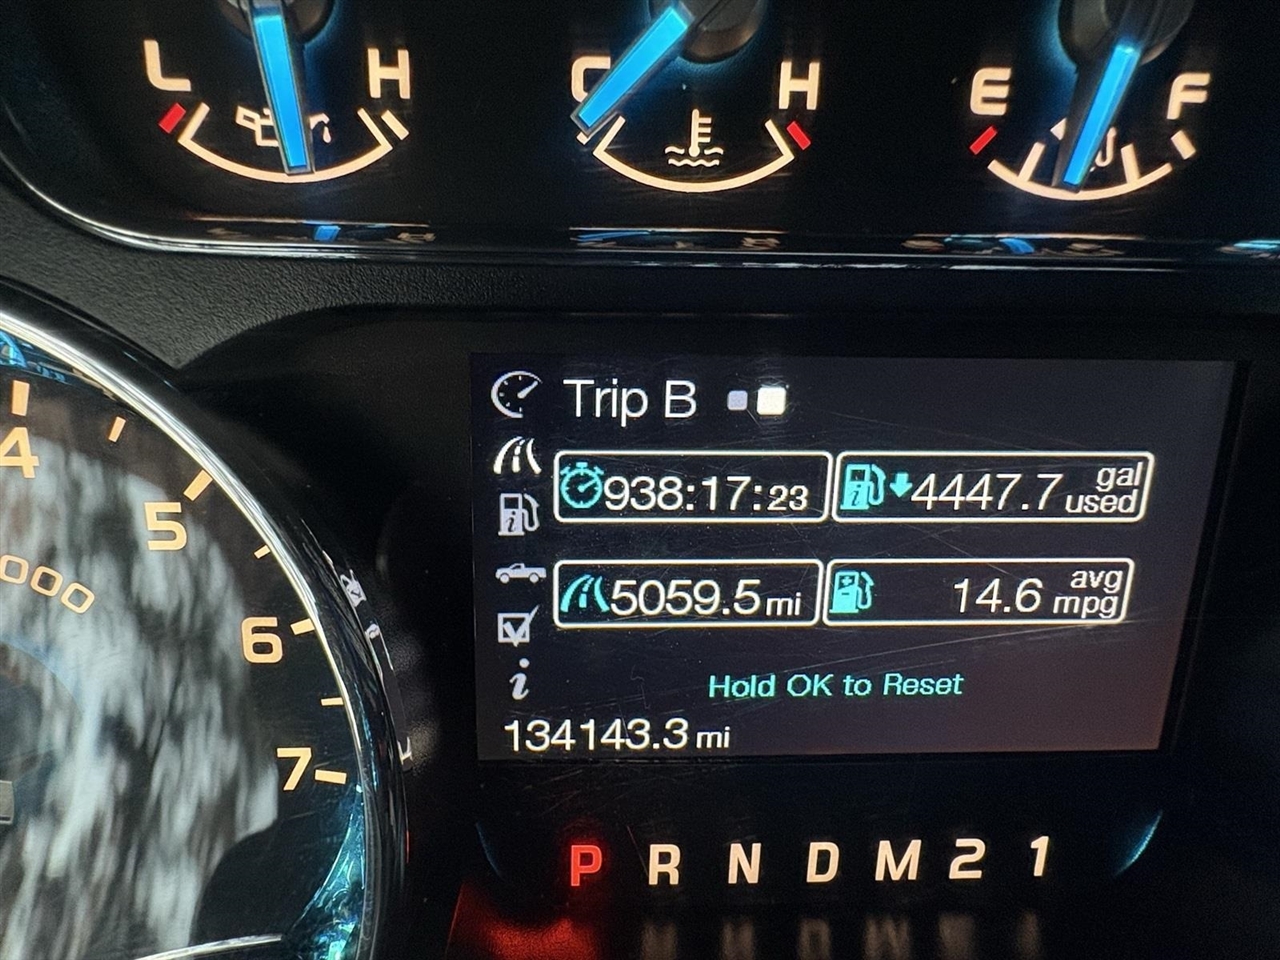 L H C H E F
Trip B
938:17:23 4447.7 gal used
5059.5 mi 14.6 avg mpg
Hold OK to Reset
134143.3 mi
4
5
000
6
7
P R N D M 2 1